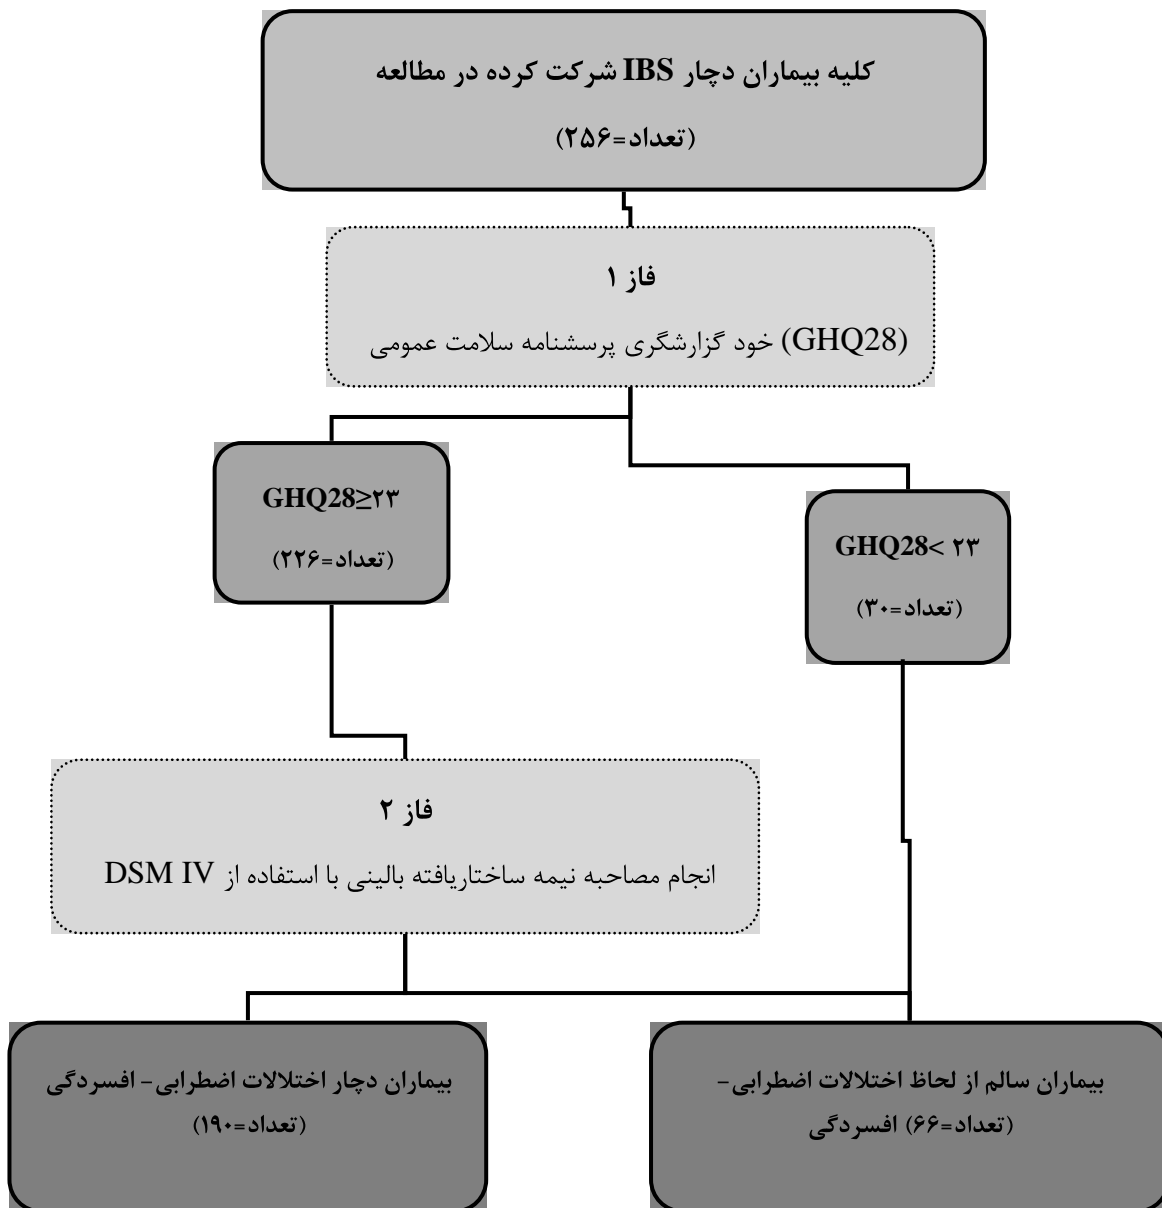 کلیه بیماران دچار IBS شرکت کرده در مطالعه
(تعداد=۲۵۶)
فاز ۱
(GHQ28) خود گزارشگری پرسشنامه سلامت عمومی
GHQ28≥۲۳
(تعداد=۲۲۶)
GHQ28< ۲۳
(تعداد=۳۰)
فاز ۲
انجام مصاحبه نیمه ساختاریافته بالینی با استفاده از DSM IV
بیماران سالم از لحاظ اختلالات اضطرابی-
افسردگی (تعداد=۶۶)
بیماران دچار اختلالات اضطرابی- افسردگی
(تعداد=۱۹۰)